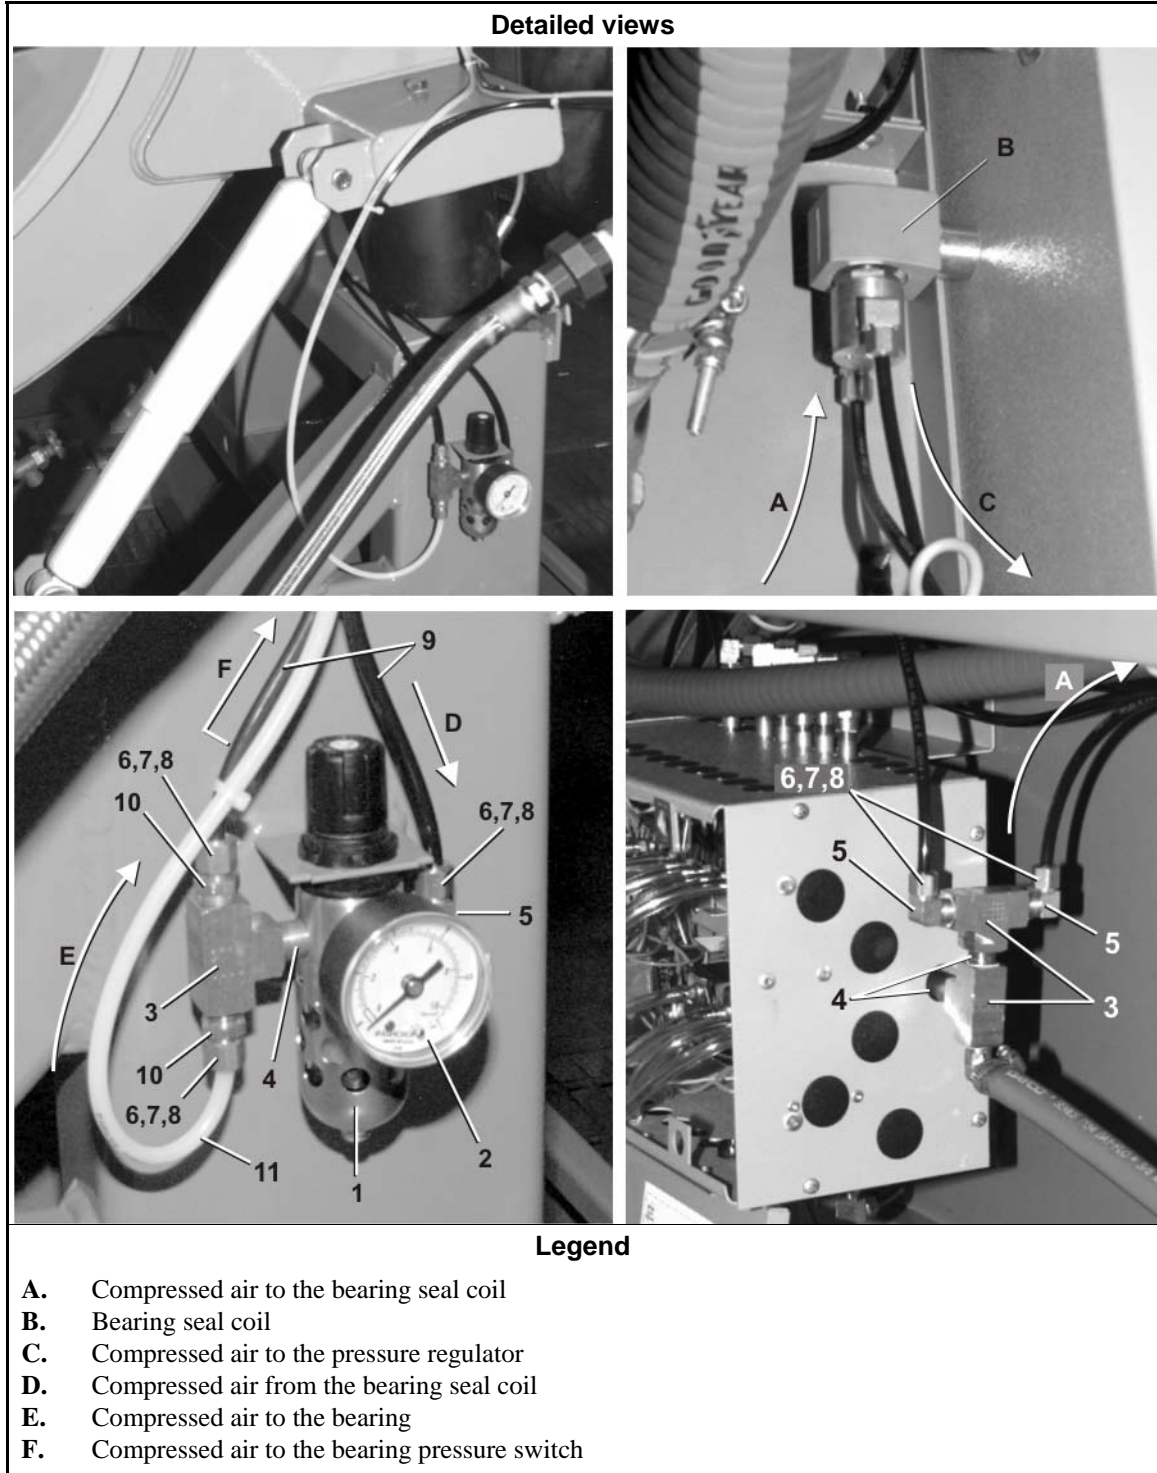 Detailed views
GOODYEAR
B
A
C
F
9
D
6,7,8
10
6,7,8
5
E
3
4
10
6,7,8
2
11
1
A
6,7,8
5
5
4
3
Legend
A. Compressed air to the bearing seal coil
B. Bearing seal coil
C. Compressed air to the pressure regulator
D. Compressed air from the bearing seal coil
E. Compressed air to the bearing
F. Compressed air to the bearing pressure switch